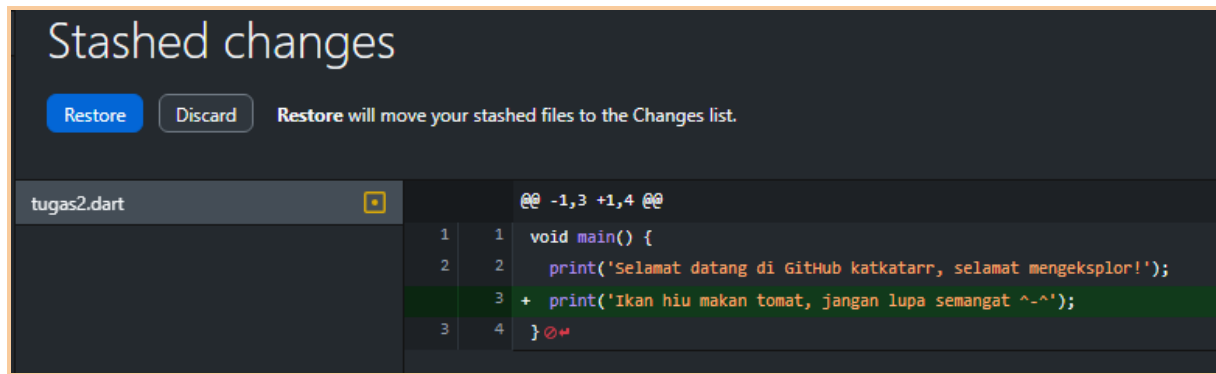 Stashed changes
Restore Discard Restore will move your stashed files to the Changes list.
tugas2.dart
@@ -1,3 +1,4 @@
1 1 void main() {
2 2 print('Selamat datang di GitHub katkatarr, selamat mengeksplor!');
3 + print('Ikan hiu makan tomat, jangan lupa semangat ^-^');
3 4 }